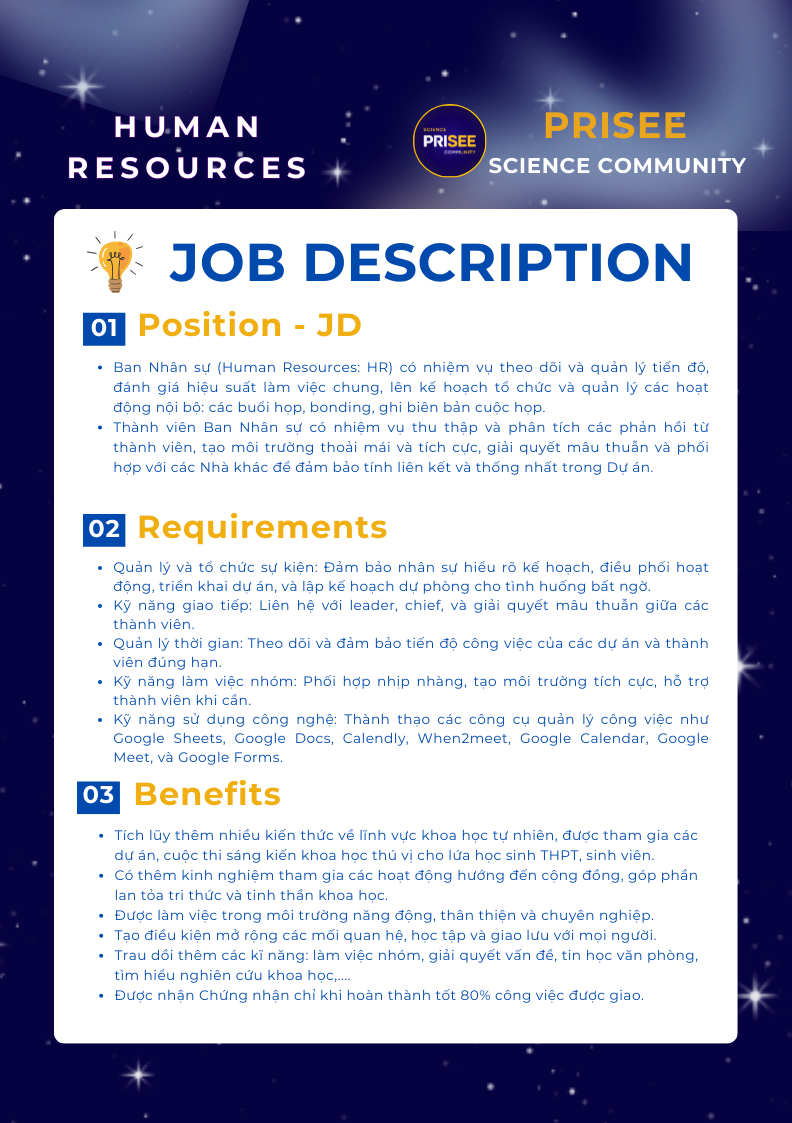 HUMAN
RESOURCES
SCIENCE
PRISEE
COMMUNITY
PRISEE
SCIENCE COMMUNITY
JOB DESCRIPTION
01 Position - JD
• Ban Nhân sự (Human Resources: HR) có nhiệm vụ theo dõi và quản lý tiến độ,
đánh giá hiệu suất làm việc chung, lên kế hoạch tổ chức và quản lý các hoạt
động nội bộ: các buổi họp, bonding, ghi biên bản cuộc họp.
• Thành viên Ban Nhân sự có nhiệm vụ thu thập và phân tích các phản hồi từ
thành viên, tạo môi trường thoải mái và tích cực, giải quyết mâu thuẫn và phối
hợp với các Nhà khác để đảm bảo tính liên kết và thống nhất trong Dự án.
02 Requirements
• Quản lý và tổ chức sự kiện: Đảm bảo nhân sự hiểu rõ kế hoạch, điều phối hoạt
động, triển khai dự án, và lập kế hoạch dự phòng cho tình huống bất ngờ.
• Kỹ năng giao tiếp: Liên hệ với leader, chief, và giải quyết mâu thuẫn giữa các
thành viên.
• Quản lý thời gian: Theo dõi và đảm bảo tiến độ công việc của các dự án và thành
viên đúng hạn.
• Kỹ năng làm việc nhóm: Phối hợp nhịp nhàng, tạo môi trường tích cực, hỗ trợ
thành viên khi cần.
• Kỹ năng sử dụng công nghệ: Thành thạo các công cụ quản lý công việc như
Google Sheets, Google Docs, Calendly, When2meet, Google Calendar, Google
Meet, và Google Forms.
03 Benefits
• Tích lũy thêm nhiều kiến thức về lĩnh vực khoa học tự nhiên, được tham gia các
dự án, cuộc thi sáng kiến khoa học thú vị cho lứa học sinh THPT, sinh viên.
• Có thêm kinh nghiệm tham gia các hoạt động hướng đến cộng đồng, góp phần
lan tỏa tri thức và tinh thần khoa học.
• Được làm việc trong môi trường năng động, thân thiện và chuyên nghiệp.
• Tạo điều kiện mở rộng các mối quan hệ, học tập và giao lưu với mọi người.
• Trau dồi thêm các kĩ năng: làm việc nhóm, giải quyết vấn đề, tin học văn phòng,
tìm hiểu nghiên cứu khoa học,....
• Được nhận Chứng nhận chỉ khi hoàn thành tốt 80% công việc được giao.